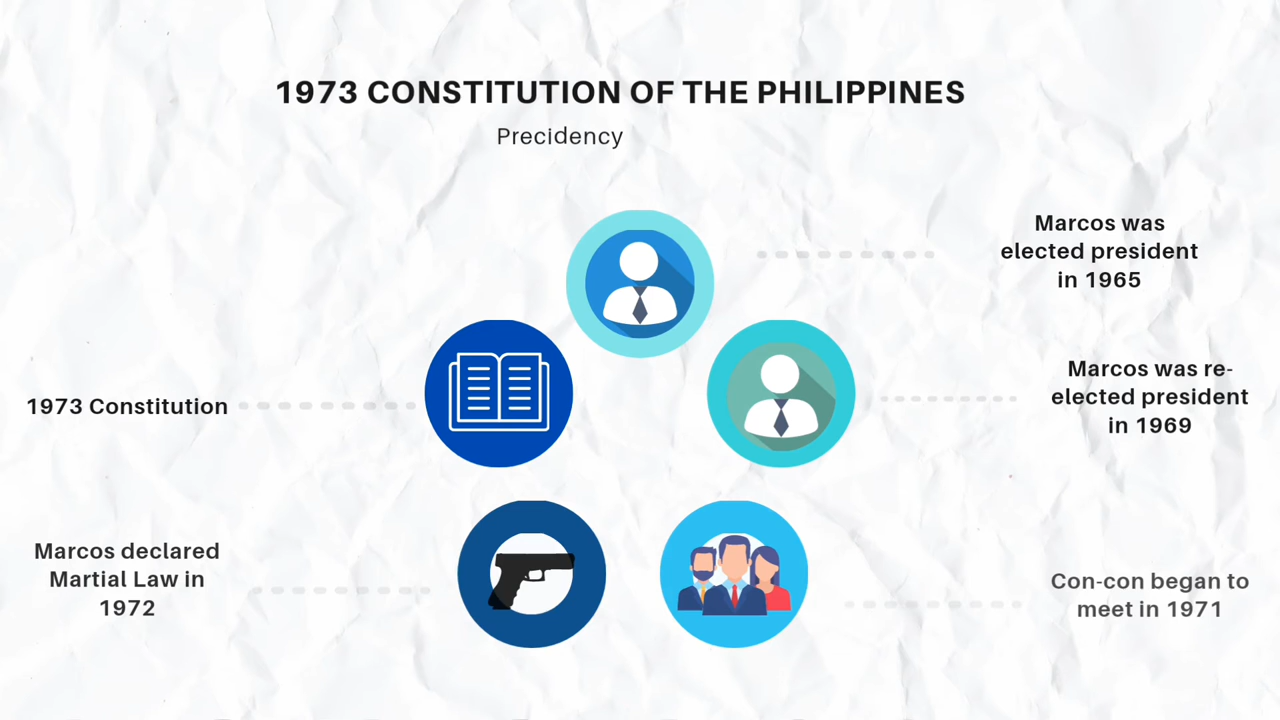 1973 CONSTITUTION OF THE PHILIPPINES
Precidency
Marcos was
elected president
in 1965
Marcos was re-
elected president
in 1969
Con-con began to
meet in 1971
Marcos declared
Martial Law in
1972
1973 Constitution